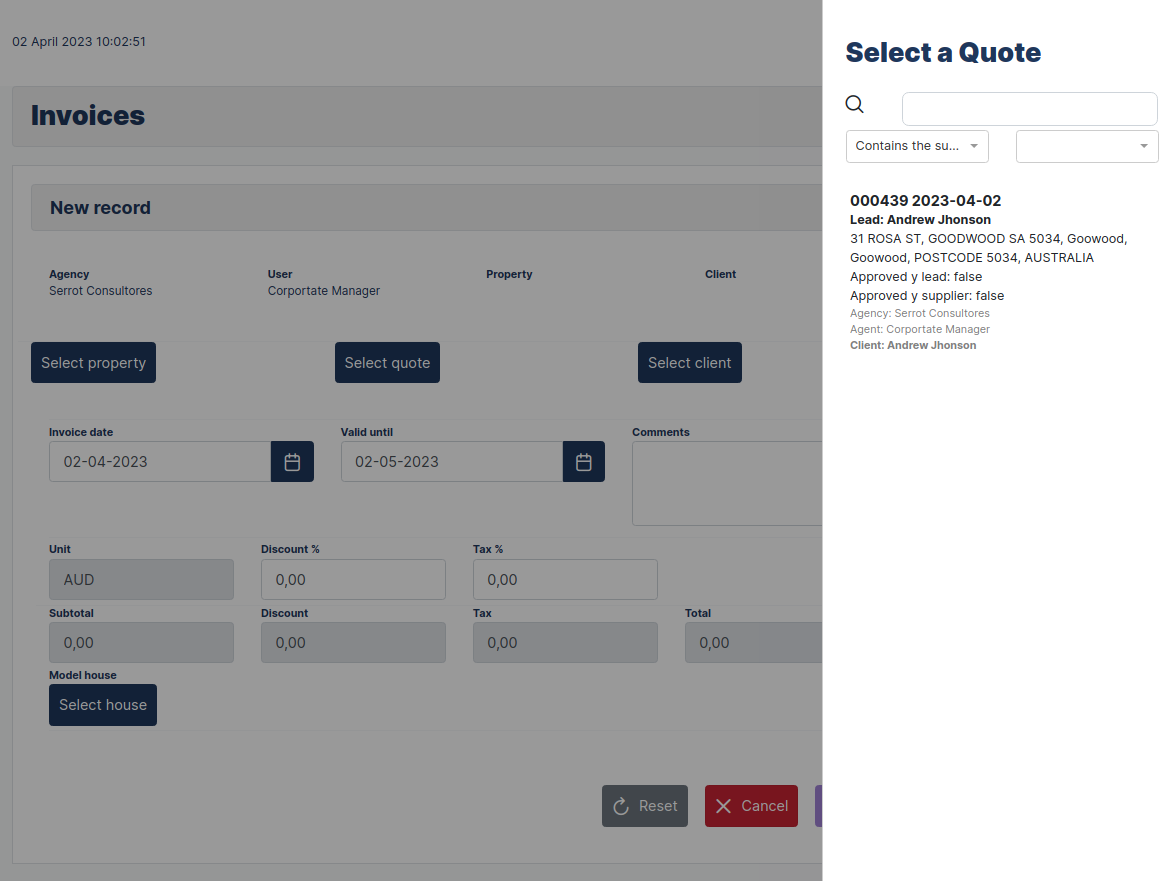 02 April 2023 10:02:51
Invoices
New record
Agency
User
Property
Client
Serrot Consultores
Corportate Manager
Select property
Select quote
Select client
Invoice date
Valid until
Comments
02-04-2023
02-05-2023
Unit
Discount %
Tax %
AUD
0,00
0,00
Subtotal
Discount
Tax
Total
0,00
0,00
0,00
0,00
Model house
Select house
Reset
Cancel
Select a Quote
Contains the su...
000439 2023-04-02
Lead: Andrew Jhonson
31 ROSA ST, GOODWOOD SA 5034, Goowood,
Goowood, POSTCODE 5034, AUSTRALIA
Approved y lead: false
Approved y supplier: false
Agency: Serrot Consultores
Agent: Corportate Manager
Client: Andrew Jhonson